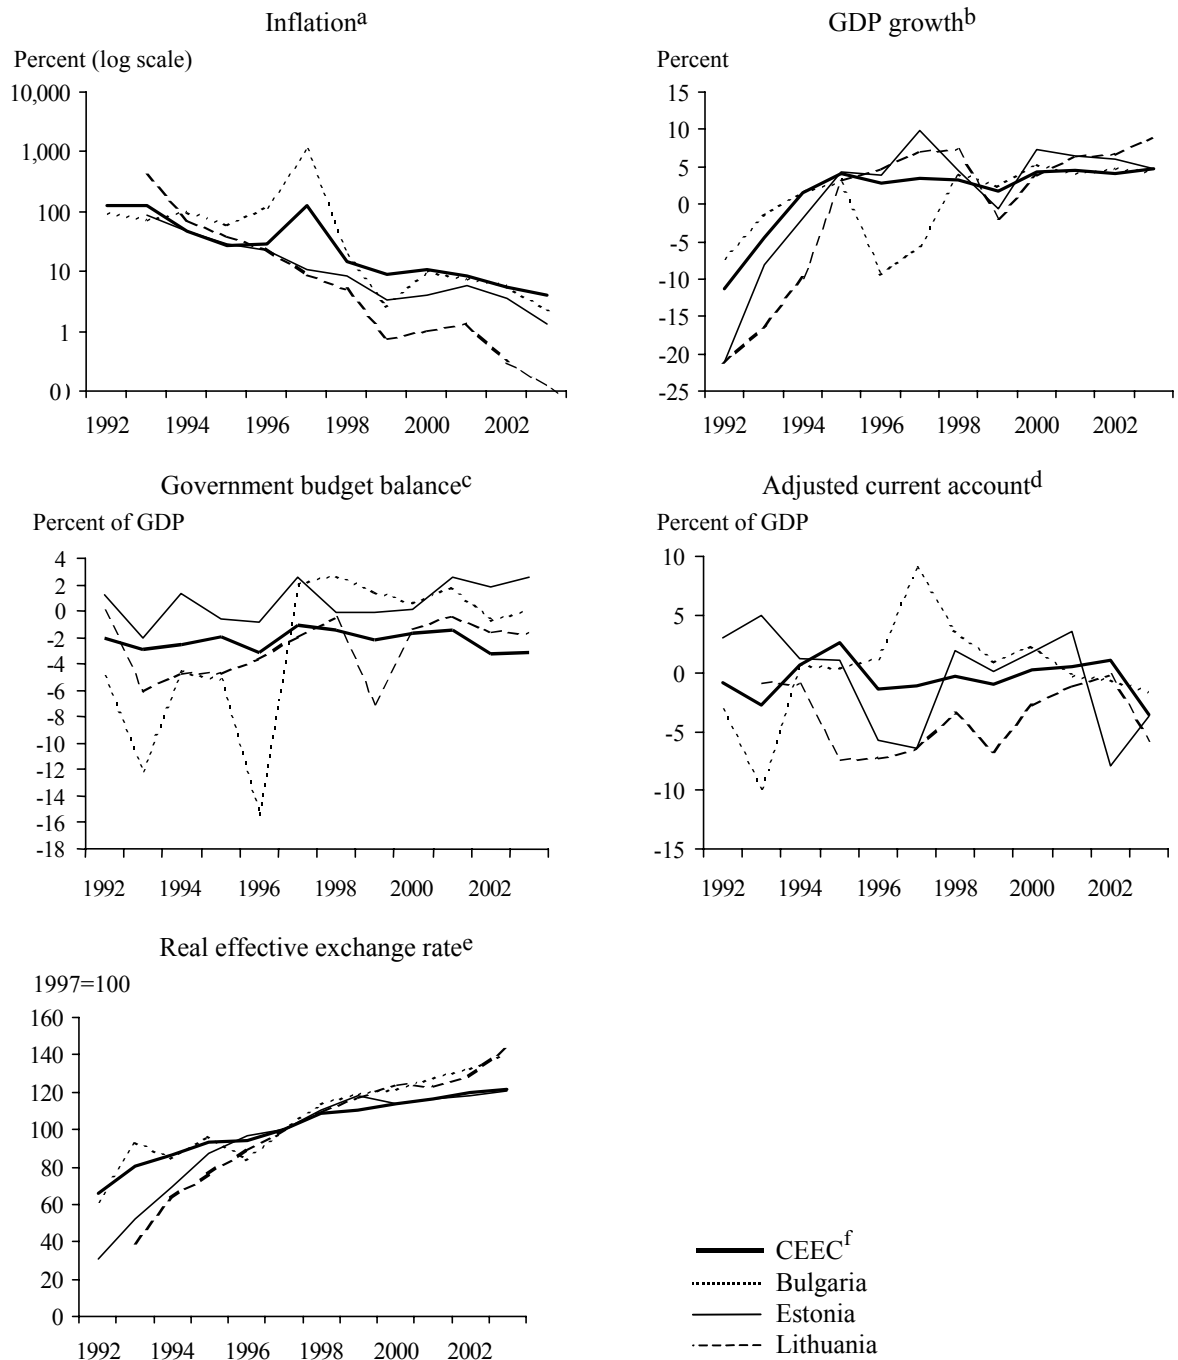 Inflationa
Percent (log scale)
10,000
1,000
100
10
1
0)
1992 1994 1996 1998 2000 2002
GDP growthb
Percent
15
10
5
0
-5
-10
-15
-20
-25
1992 1994 1996 1998 2000 2002
Government budget balancec
Percent of GDP
4
2
0
-2
-4
-6
-8
-10
-12
-14
-16
-18
1992 1994 1996 1998 2000 2002
Adjusted current accountd
Percent of GDP
10
5
0
-5
-10
-15
1992 1994 1996 1998 2000 2002
Real effective exchange ratee
1997=100
160
140
120
100
80
60
40
20
0
1992 1994 1996 1998 2000 2002
CEECf
Bulgaria
Estonia
Lithuania